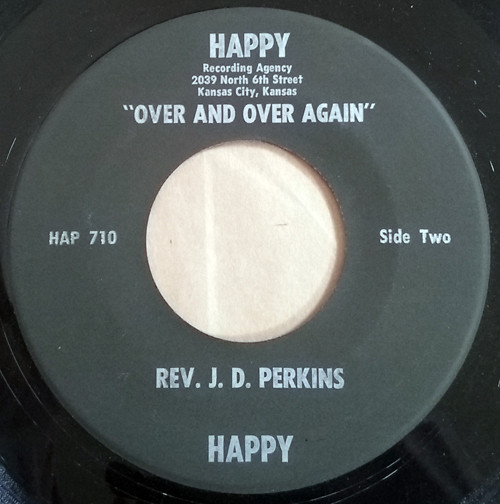 HAPPY
Recording Agency
2039 North 6th Street
Kansas City, Kansas
"OVER AND OVER AGAIN"
HAP 710
Side Two
REV. J. D. PERKINS
HAPPY